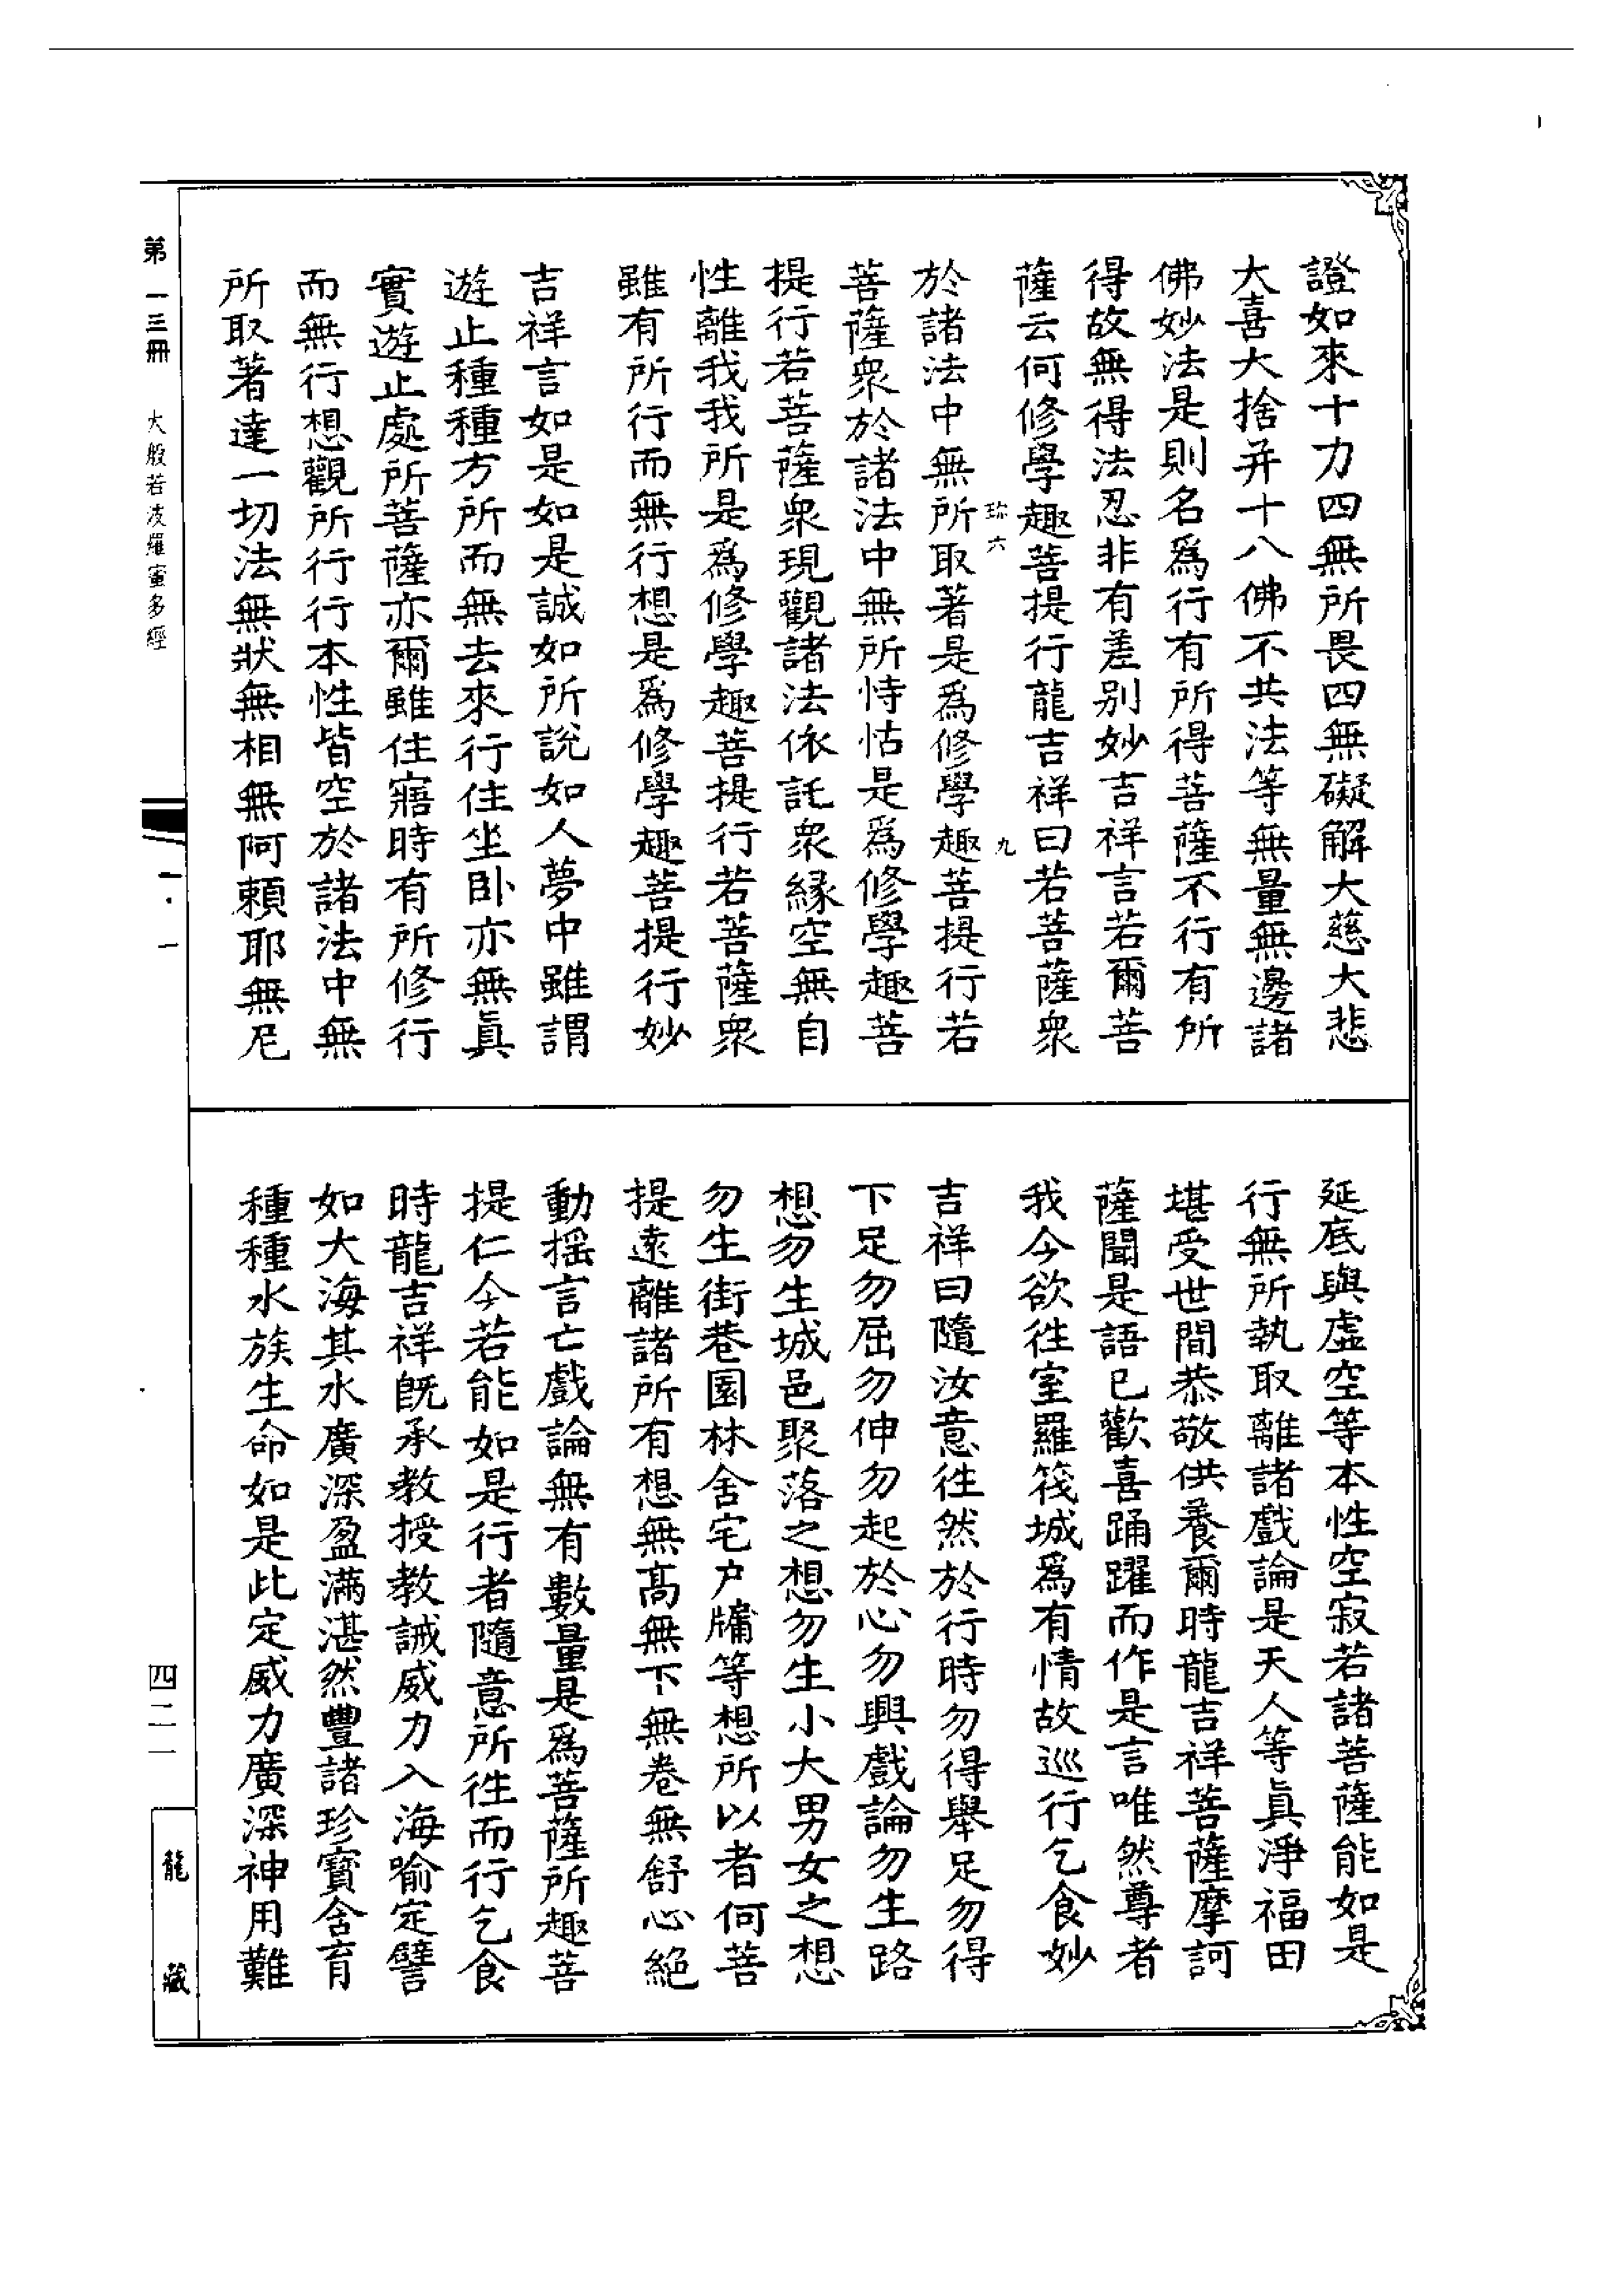 證如來十力四無所畏四無礙解大慈大悲
大喜大捨并十八佛不共法等無量無邊諸
佛妙法是則名爲行有所得菩薩不行有所
得故無得法忍非有差别妙吉祥言若爾菩
薩云何修學趣菩提行龍吉祥曰若菩薩衆
珎六
九
於諸法中無所取著是爲修學趣菩提行若
菩薩衆於諸法中無所恃怙是爲修學趣菩
提行若菩薩衆現觀諸法依託衆緣空無自
性離我我所是爲修學趣菩提行若菩薩衆
雖有所行而無行想是爲修學趣菩提行妙
吉祥言如是如是誠如所說如人夢中雖謂
遊止種種方所而無去來行住坐卧亦無眞
實遊止處所菩薩亦爾雖住寤時有所修行
而無行想觀所行行本性皆空於諸法中無
所取著達一切法無狀無相無阿賴耶無尼
延底與虛空等本性空寂若諸菩薩能如是
行無所執取離諸戲論是天人等眞淨福田
堪受世間恭敬供養爾時龍吉祥菩薩摩訶
薩聞是語已歡喜踊躍而作是言唯然尊者
我今欲往室羅筏城爲有情故巡行乞食妙
吉祥曰隨汝意往然於行時勿得舉足勿得
下足勿屈勿伸勿起於心勿興戲論勿生路
想勿生城邑聚落之想勿生小大男女之想
勿生街巷園林舍宅户牖等想所以者何菩
提遠離諸所有想無髙無下無卷無舒心絕
動摇言亡戲論無有數量是爲菩薩所趣菩
提仁今若能如是行者隨意所往而行乞食
時龍吉祥旣承教授教誡威力入海喻定譬
如大海其水廣深盈滿湛然豐諸珍寶含育
種種水族生命如是此定威力廣深神用難
第一三册 大般若波羅蜜多經
一·一
四二一
龍藏